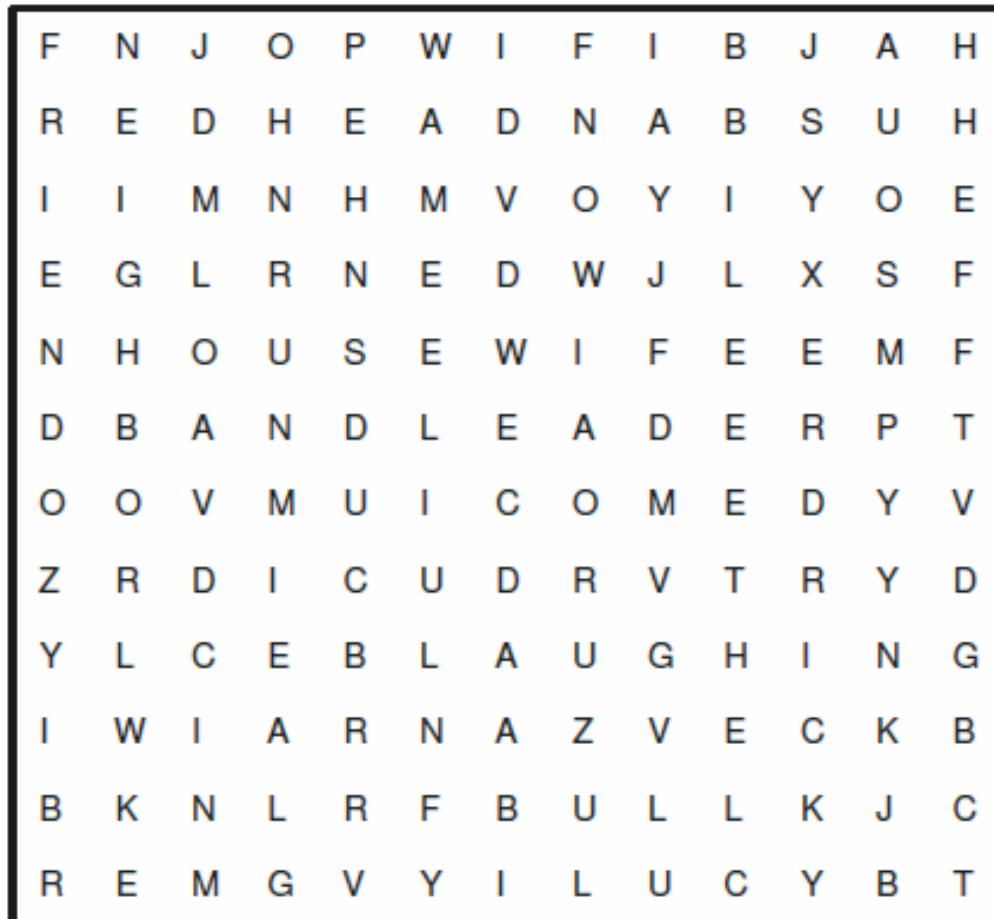 F N J O P W I F I B J A H
R E D H E A D N A B S U H
I I M N H M V O Y I Y O E
E G L R N E D W J L X S F
N H O U S E W I F E E M F
D B A N D L E A D E R P T
O O V M U I C O M E D Y V
Z R D I C U D R V T R Y D
Y L C E B L A U G H I N G
I W I A R N A Z V E C K B
B K N L R F B U L L K J C
R E M G V Y I L U C Y B T